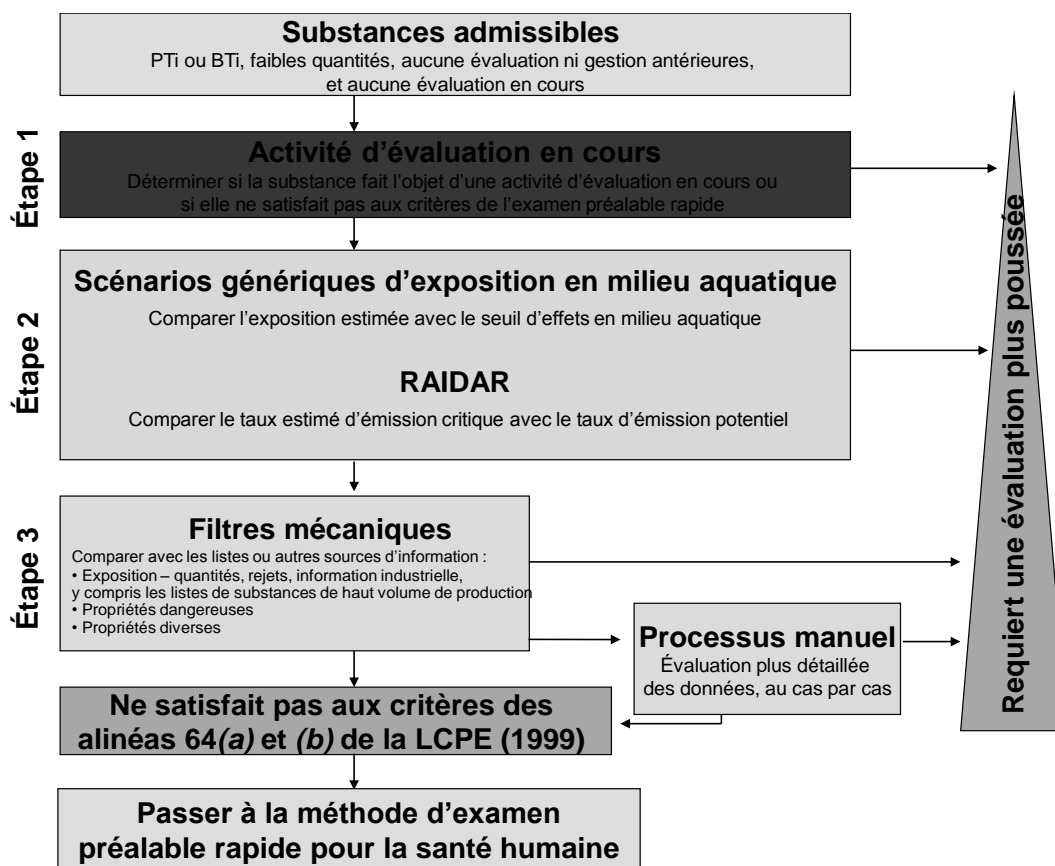 Substances admissibles
PTi ou BTi, faibles quantités, aucune évaluation ni gestion antérieures,
et aucune évaluation en cours
Étape 1
Activité d'évaluation en cours
Déterminer si la substance fait l'objet d'une activité d'évaluation en cours ou
si elle ne satisfait pas aux critères de l'examen préalable rapide
Étape 2
Scénarios génériques d'exposition en milieu aquatique
Comparer l'exposition estimée avec le seuil d'effets en milieu aquatique
RAIDAR
Comparer le taux estimé d'émission critique avec le taux d'émission potentiel
Étape 3
Filtres mécaniques
Comparer avec les listes ou autres sources d'information :
• Exposition – quantités, rejets, information industrielle,
y compris les listes de substances de haut volume de production
• Propriétés dangereuses
• Propriétés diverses
Processus manuel
Évaluation plus détaillée
des données, au cas par cas
Requiert une évaluation plus poussée
Ne satisfait pas aux critères des
alinéas 64(a) et (b) de la LCPE (1999)
Passer à la méthode d'examen
préalable rapide pour la santé humaine